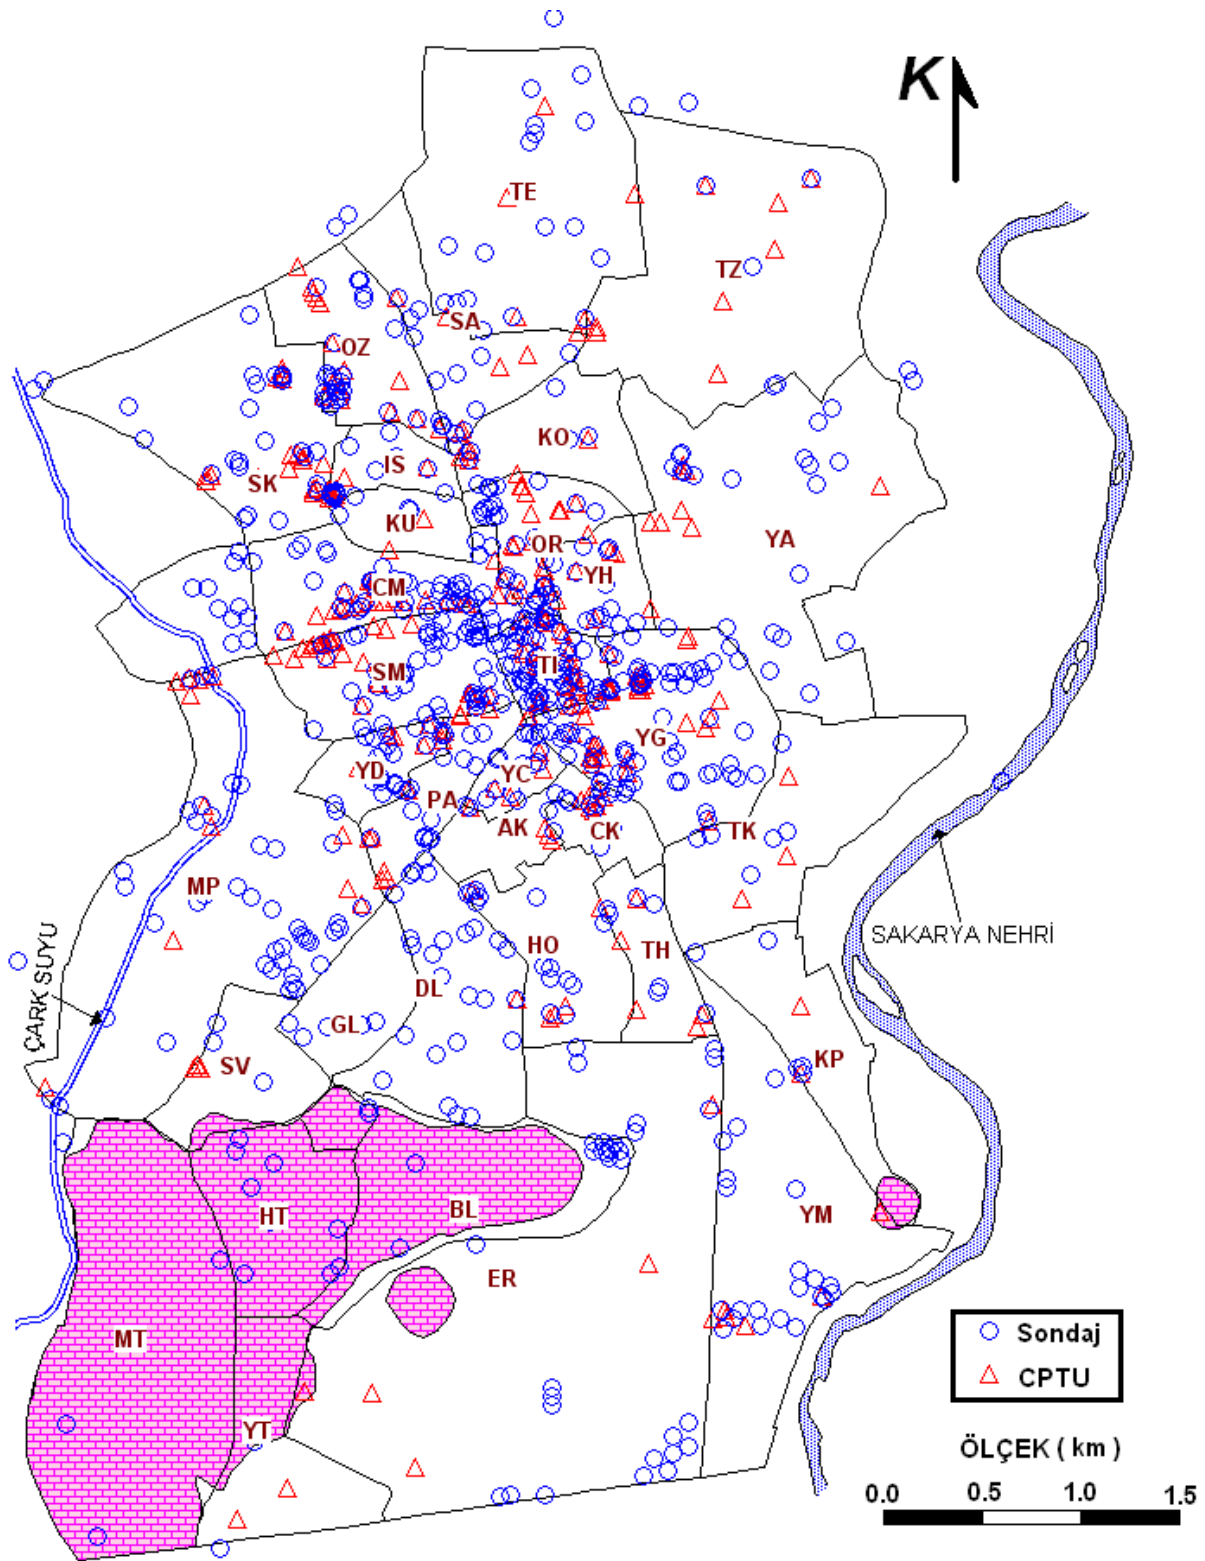 K
TE
TZ
SA
OZ
KO
IS
SK
KU
OR
YA
YH
CM
TI
SM
YG
YD
YC
PA
AK
CK
TK
MP
SAKARYA NEHRİ
HO
TH
ÇARK SUYU
DL
GL
KP
SV
BL
HT
YM
ER
MT
Sondaj
CPTU
YT
ÖLÇEK ( km )
0.0 0.5 1.0 1.5